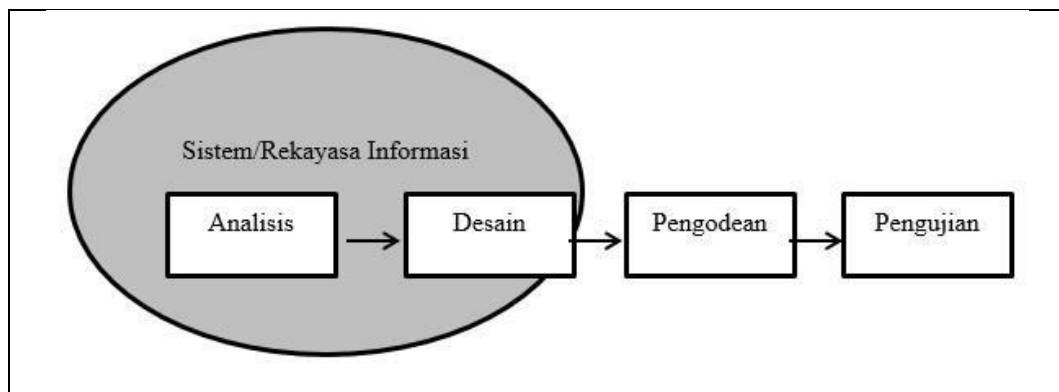 Sistem/Rekayasa Informasi
Analisis
Desain
Pengodean
Pengujian